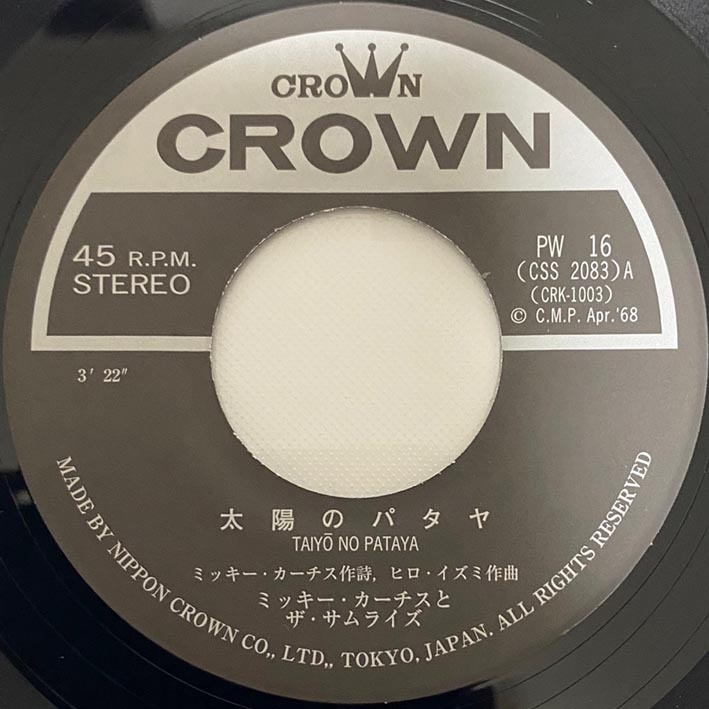 CROWN
CROWN
45 R.P.M.
STEREO
PW 16
(CSS 2083)A
(CRK-1003)
© C.M.P. Apr.'68
3' 22"
太陽のパタヤ
TAIYŌ NO PATAYA
ミッキー・カーチス作詩, ヒロ・イズミ作曲
ミッキー・カーチスと
ザ・サムライズ
MADE BY NIPPON CROWN CO., LTD., TOKYO, JAPAN. ALL RIGHTS RESERVED